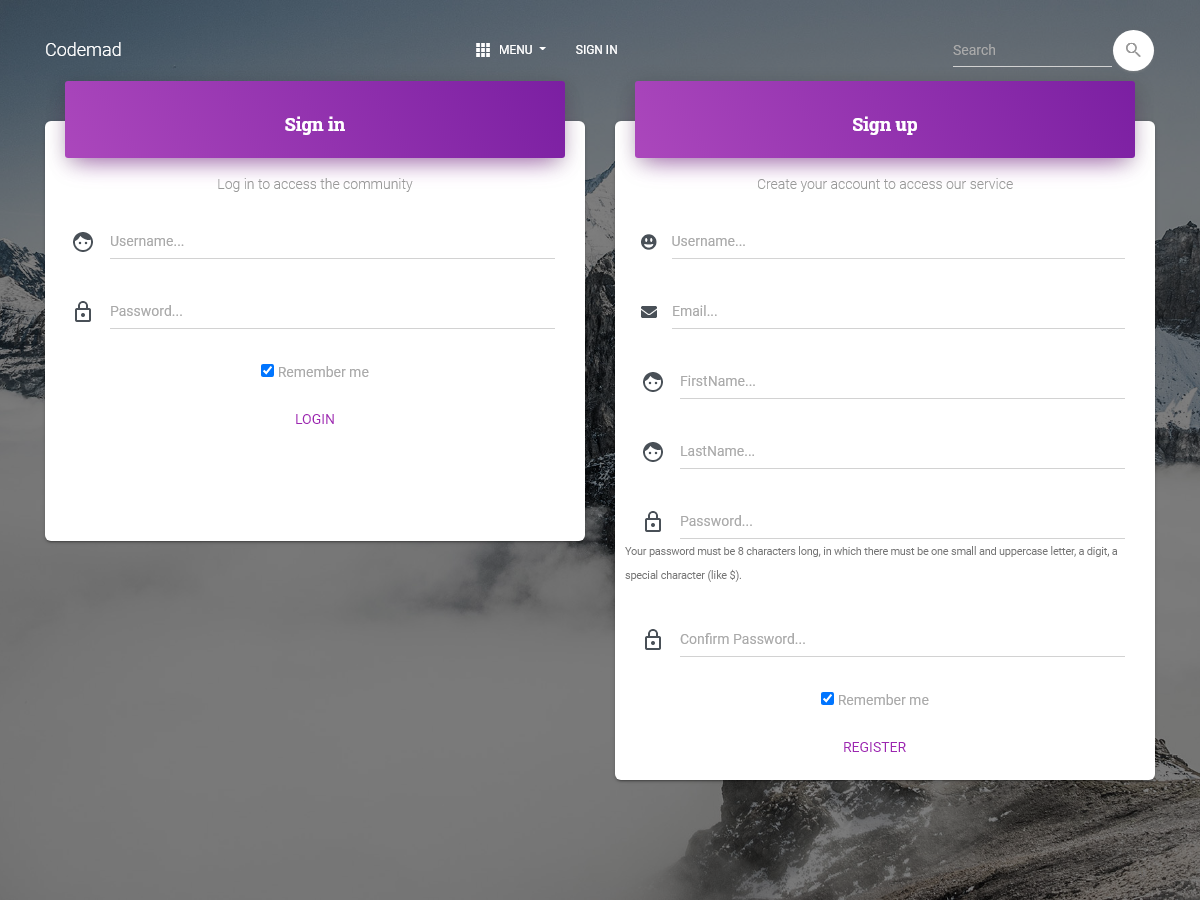 Codemad
MENU
SIGN IN
Search
Sign in
Log in to access the community
Username...
Password...
Remember me
LOGIN
Sign up
Create your account to access our service
Username...
Email...
FirstName...
LastName...
Password...
Your password must be 8 characters long, in which there must be one small and uppercase letter, a digit, a
special character (like $).
Confirm Password...
Remember me
REGISTER